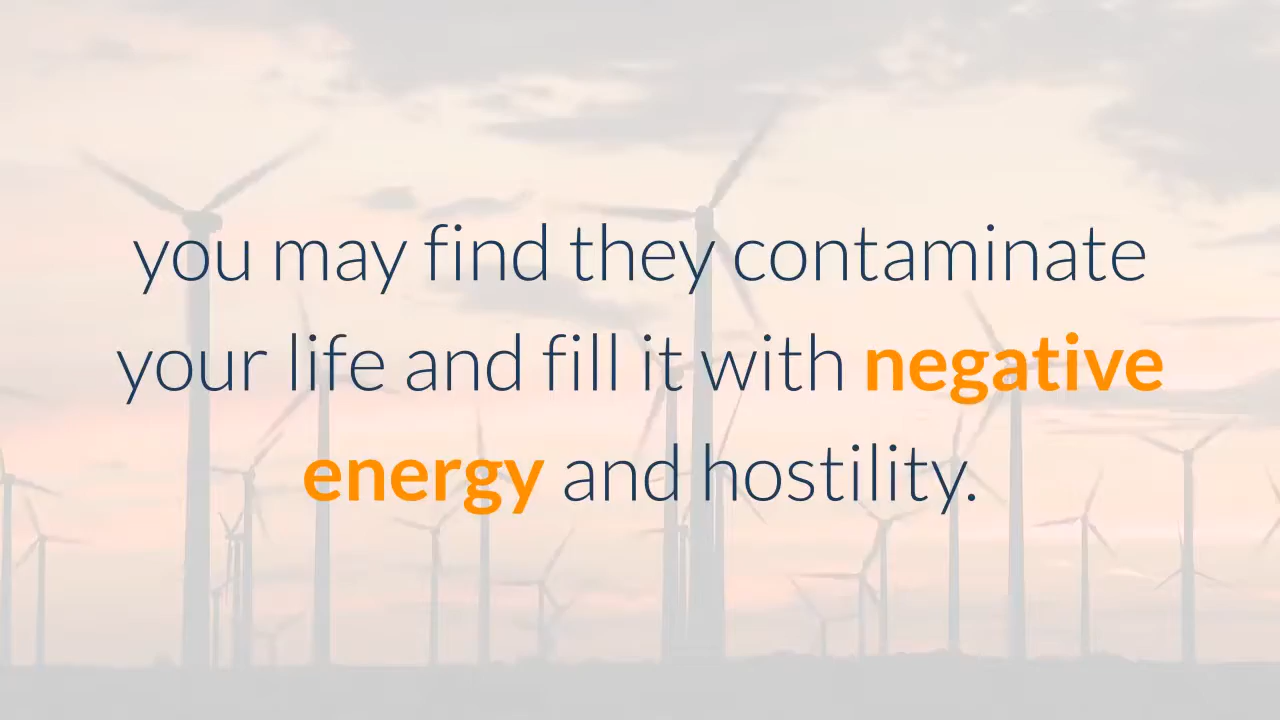 you may find they contaminate
your life and fill it with negative
energy and hostility.